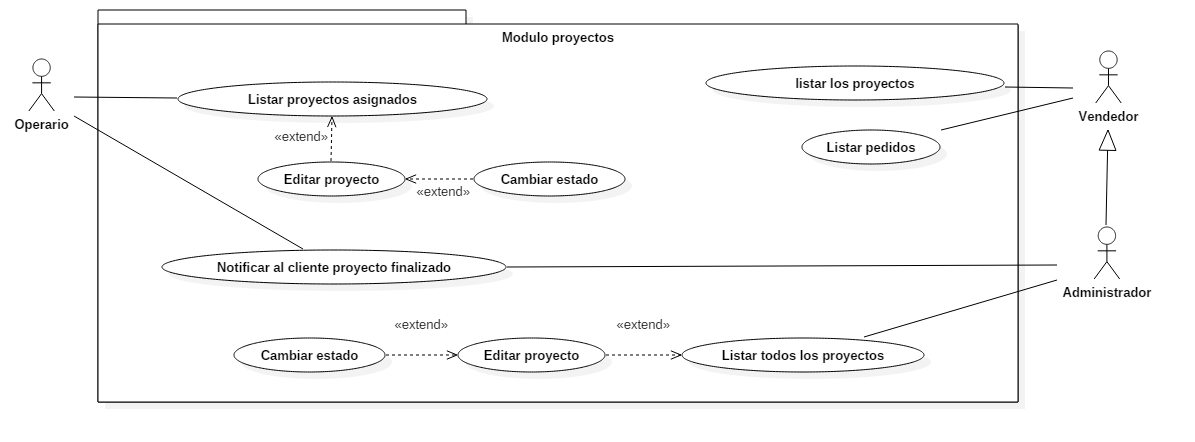 Modulo proyectos
Operario
Listar proyectos asignados
listar los proyectos
Vendedor
«extend»
Listar pedidos
Editar proyecto
Cambiar estado
«extend»
Notificar al cliente proyecto finalizado
Administrador
«extend»
«extend»
Cambiar estado
Editar proyecto
Listar todos los proyectos